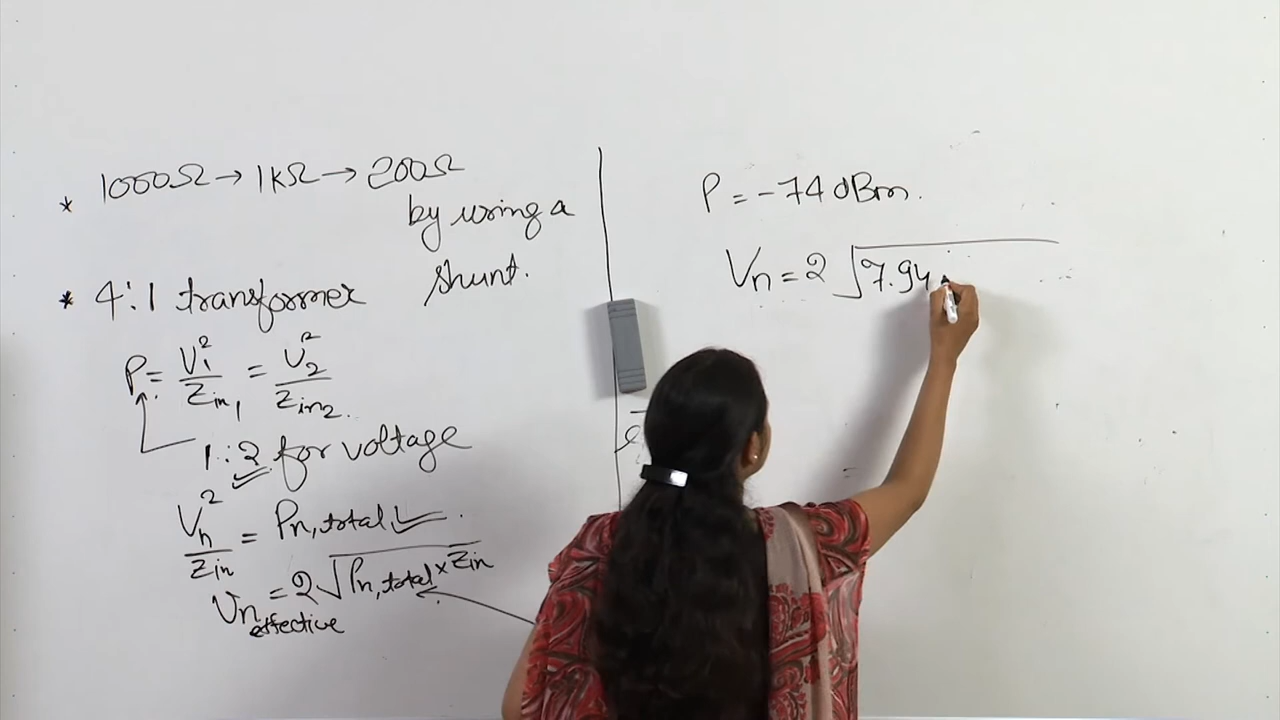 * 1000Ω → 1kΩ → 200Ω
by using a
shunt.
* 4:1 transformer
P = V₁²/Zin₁ = V₂²/Zin₂.
1:2 for voltage
Vn²/Zin = Pn,total ✓.
Vn effective = 2√(Pn,total × Zin)
P = -74 dBm.
Vn = 2√7.94